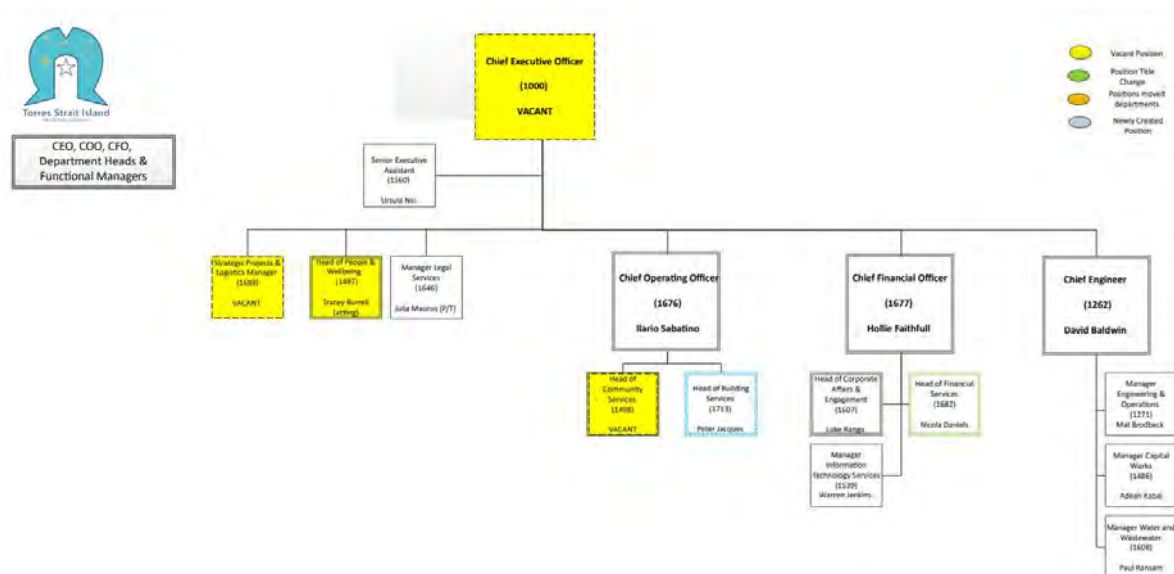 Torres Strait Island
CEO, COO, CFO,
Department Heads &
Functional Managers
Chief Executive Officer
(1000)
VACANT
Vacant Position
Position Title
Change
Positions moved
departments
Newly Created
Position
Senior Executive
Assistant
(1560)
Ursula Nai
Strategic Projects &
Logistics Manager
VACANT
Head of People &
Wellbeing
(1497)
Tracey Burrell
(acting)
Manager Legal
Services
(1646)
Julia Maurus (P/T)
Chief Operating Officer
(1676)
Ilario Sabatino
Chief Financial Officer
(1677)
Hollie Faithfull
Chief Engineer
(1262)
David Baldwin
Head of
Community
Services
(1498)
VACANT
Head of Building
Services
(1713)
Peter Jacques
Head of Corporate
Affairs &
Engagement
(1607)
Luke Ranga
Head of Financial
Services
(1682)
Nicola Daniels
Manager
Information
Technology Services
(1539)
Warren Jenkins
Manager
Engineering &
Operations
(1271)
Mat Brodbeck
Manager Capital
Works
(1486)
Adeah Kabai
Manager Water and
Wastewater
(1608)
Paul Ransam